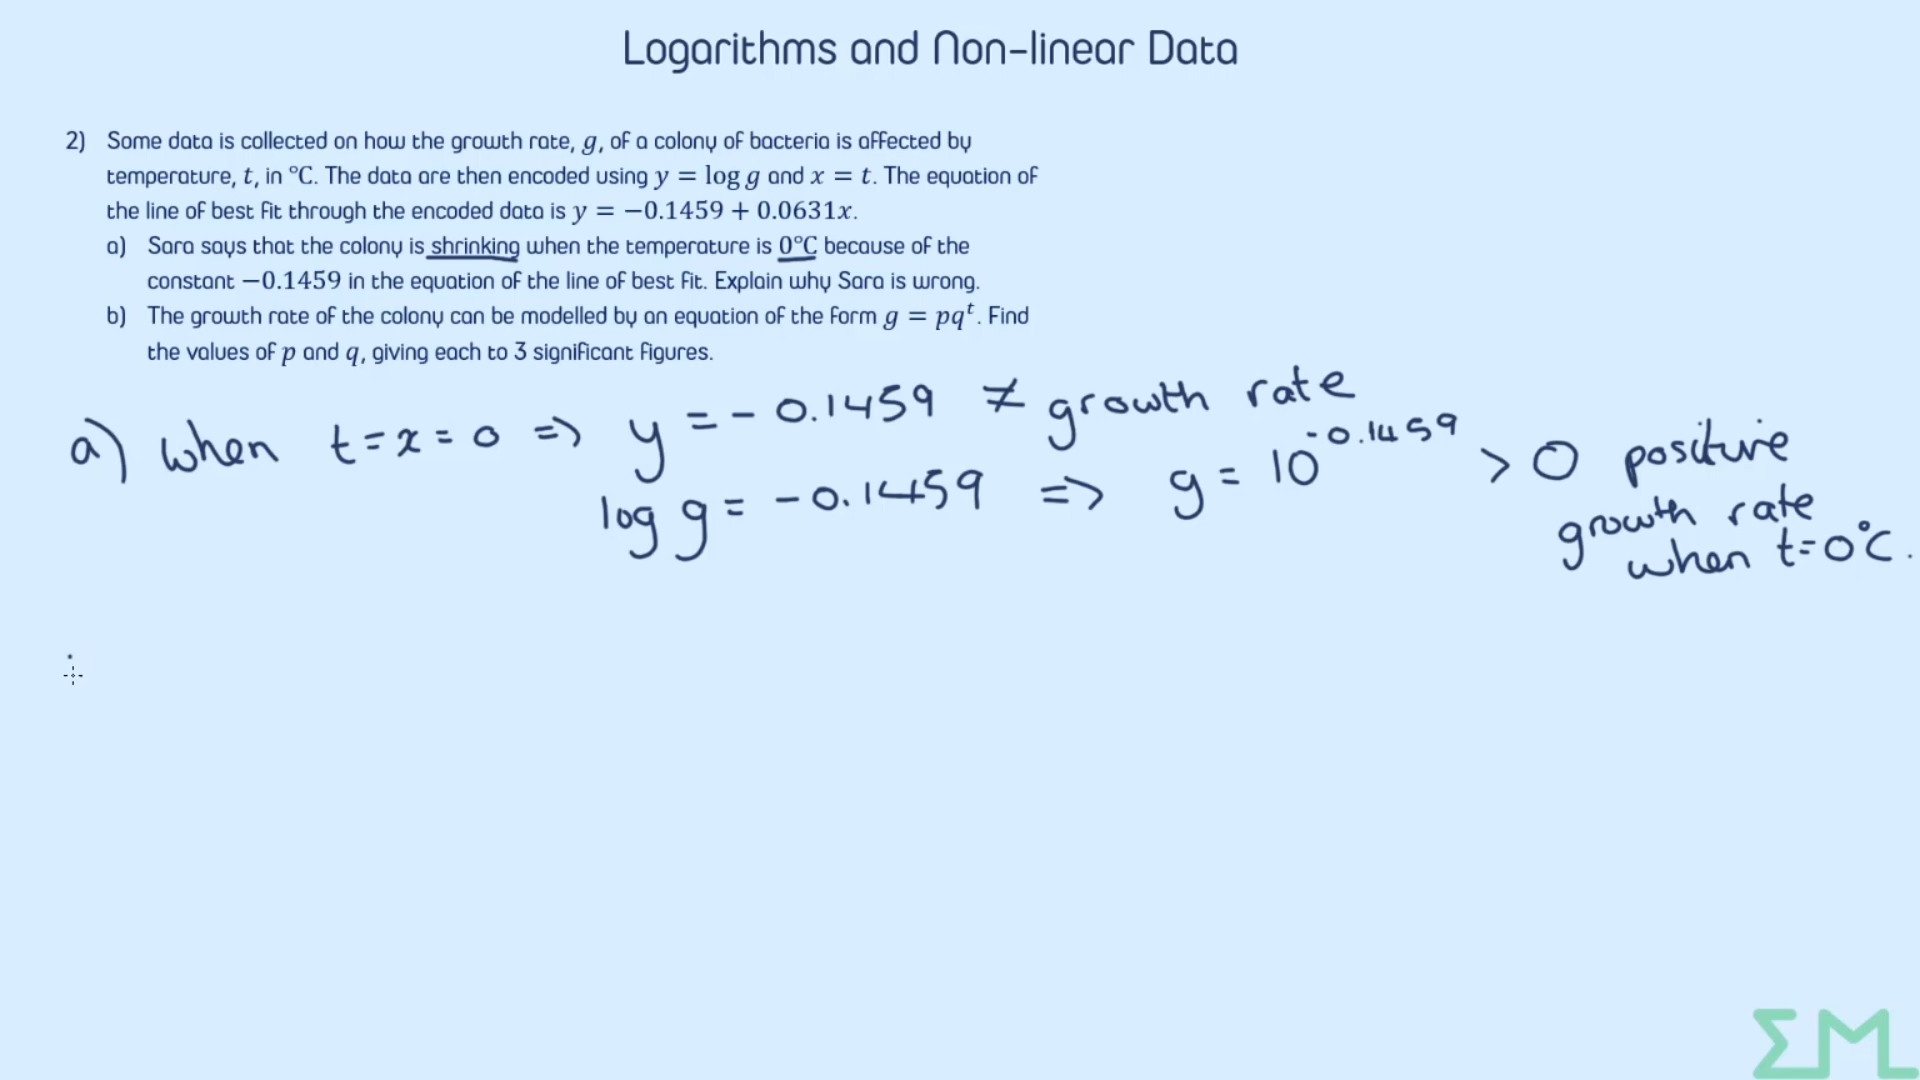 Logarithms and Non-linear Data
2) Some data is collected on how the growth rate, g, of a colony of bacteria is affected by
temperature, t, in °C. The data are then encoded using y = log g and x = t. The equation of
the line of best fit through the encoded data is y = −0.1459 + 0.0631x.
a) Sara says that the colony is shrinking when the temperature is 0°C because of the
constant −0.1459 in the equation of the line of best fit. Explain why Sara is wrong.
b) The growth rate of the colony can be modelled by an equation of the form g = pqᵗ. Find
the values of p and q, giving each to 3 significant figures.
a) when t = x = 0 => y = - 0.1459 ≠ growth rate
log g = - 0.1459 => g = 10^-0.1459 > 0 positive
growth rate
when t=0°C.
ΣM